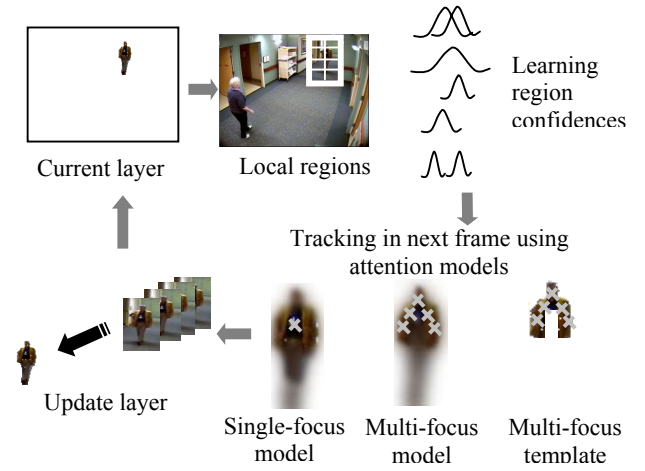 Current layer
Local regions
Learning
region
confidences
Tracking in next frame using
attention models
Update layer
Single-focus
model
Multi-focus
model
Multi-focus
template